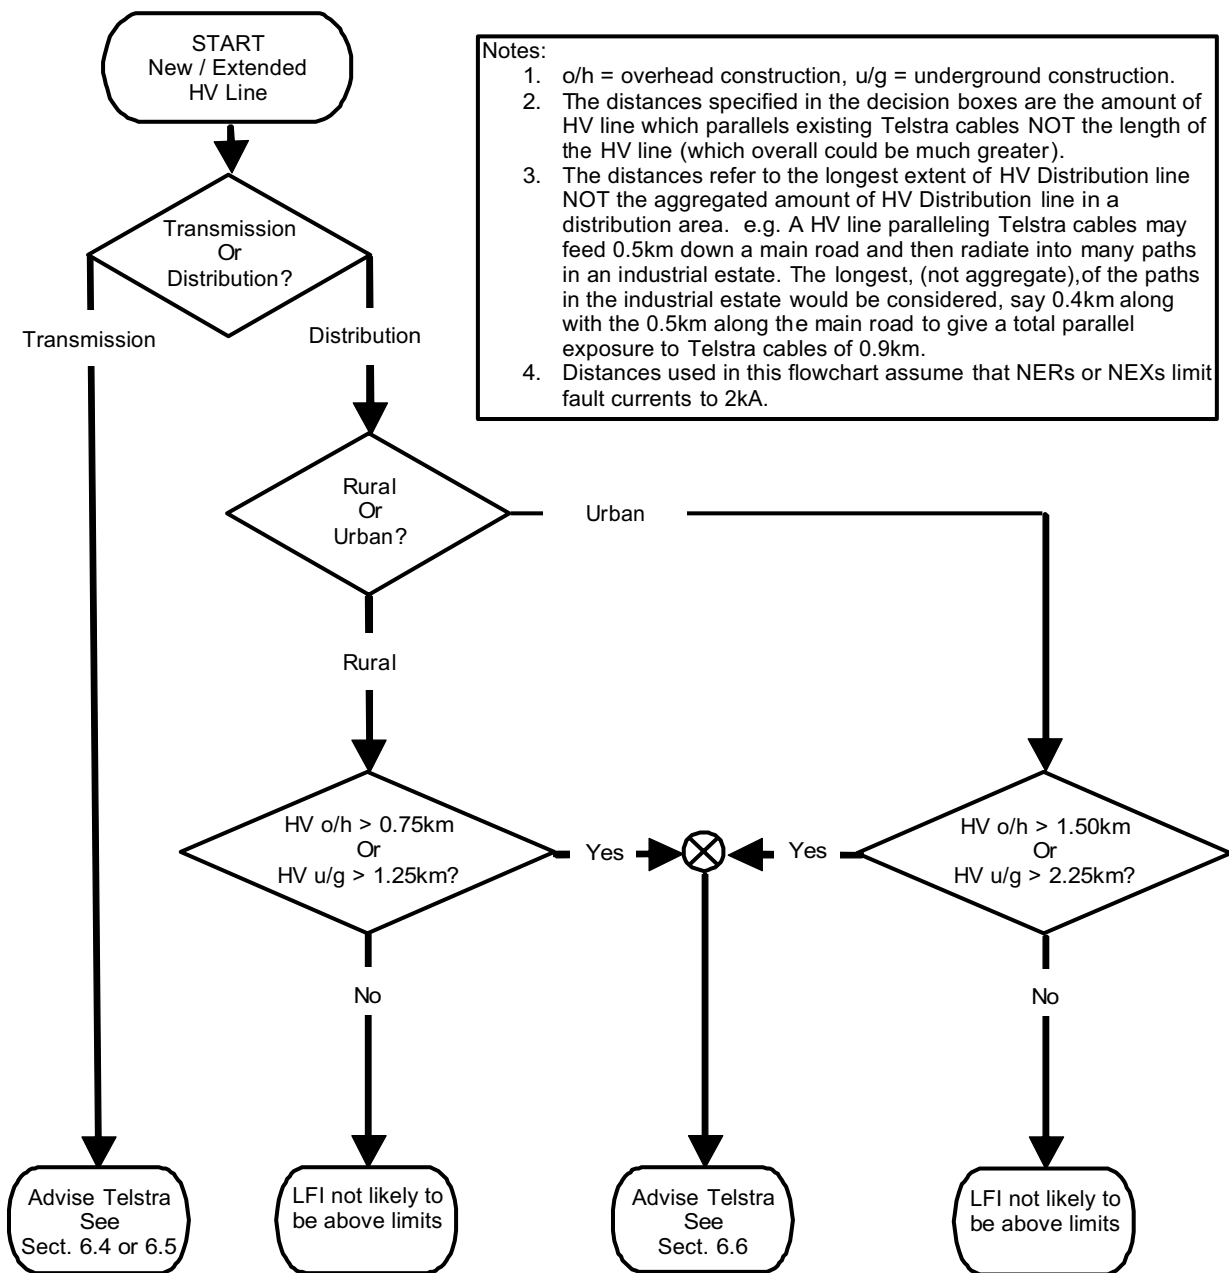 START
New / Extended
HV Line
Notes:
1. o/h = overhead construction, u/g = underground construction.
2. The distances specified in the decision boxes are the amount of
HV line which parallels existing Telstra cables NOT the length of
the HV line (which overall could be much greater).
3. The distances refer to the longest extent of HV Distribution line
NOT the aggregated amount of HV Distribution line in a
distribution area. e.g. A HV line paralleling Telstra cables may
feed 0.5km down a main road and then radiate into many paths
in an industrial estate. The longest, (not aggregate),of the paths
in the industrial estate would be considered, say 0.4km along
with the 0.5km along the main road to give a total parallel
exposure to Telstra cables of 0.9km.
4. Distances used in this flowchart assume that NERs or NEXs limit
fault currents to 2kA.
Transmission
Or
Distribution?
Transmission
Distribution
Rural
Or
Urban?
Urban
Rural
HV o/h > 0.75km
Or
HV u/g > 1.25km?
Yes
Yes
HV o/h > 1.50km
Or
HV u/g > 2.25km?
No
No
Advise Telstra
See
Sect. 6.4 or 6.5
LFI not likely to
be above limits
Advise Telstra
See
Sect. 6.6
LFI not likely to
be above limits